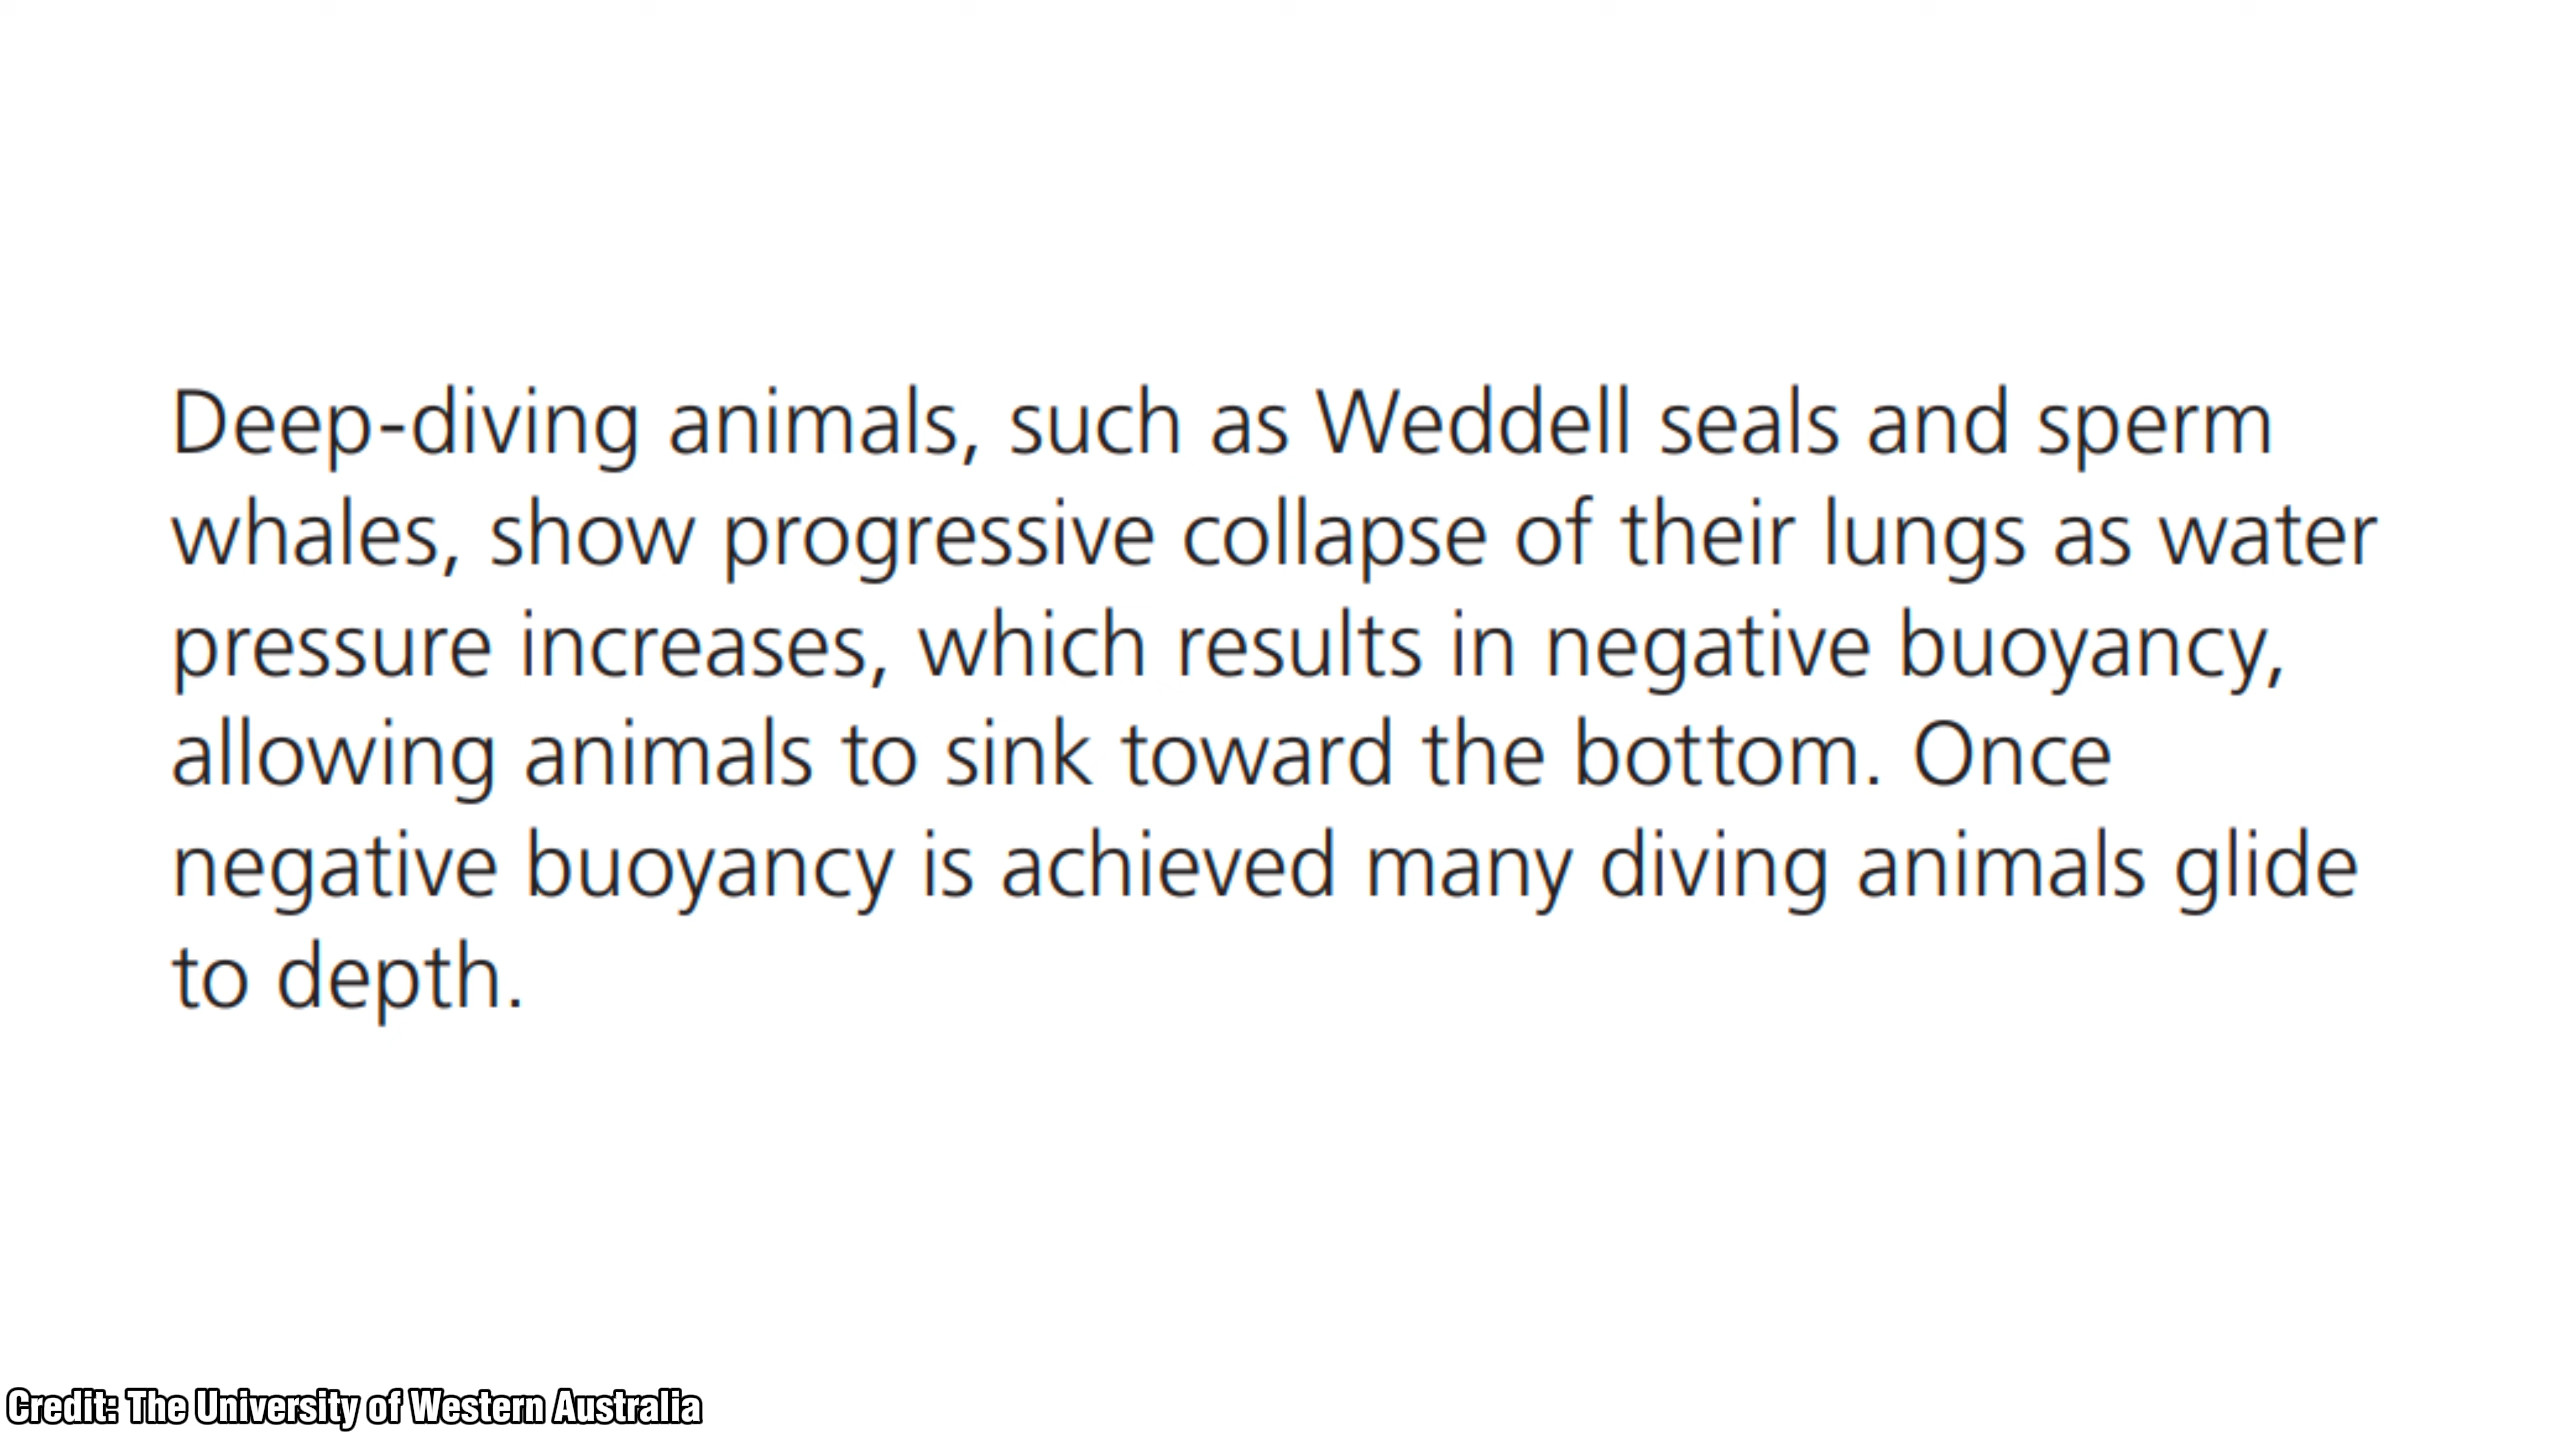 Deep-diving animals, such as Weddell seals and sperm
whales, show progressive collapse of their lungs as water
pressure increases, which results in negative buoyancy,
allowing animals to sink toward the bottom. Once
negative buoyancy is achieved many diving animals glide
to depth.
Credit: The University of Western Australia